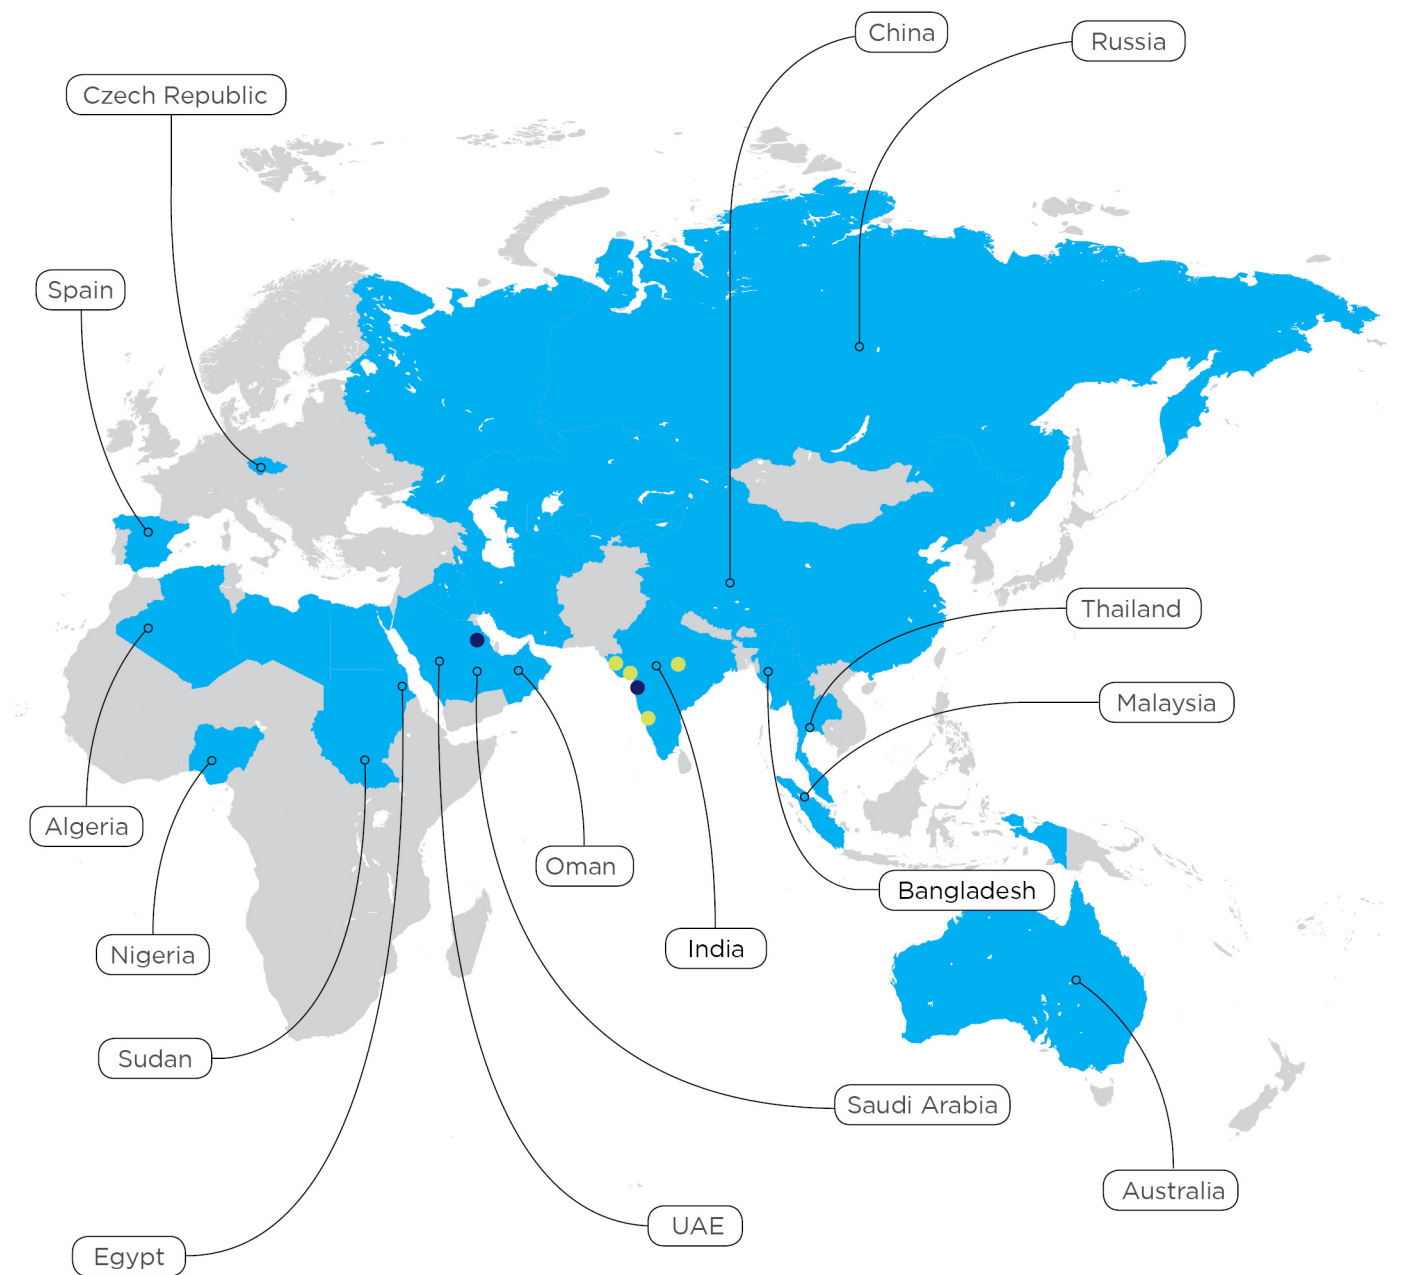 China
Russia
Czech Republic
Spain
Thailand
Malaysia
Algeria
Oman
Bangladesh
India
Nigeria
Sudan
Saudi Arabia
Australia
UAE
Egypt